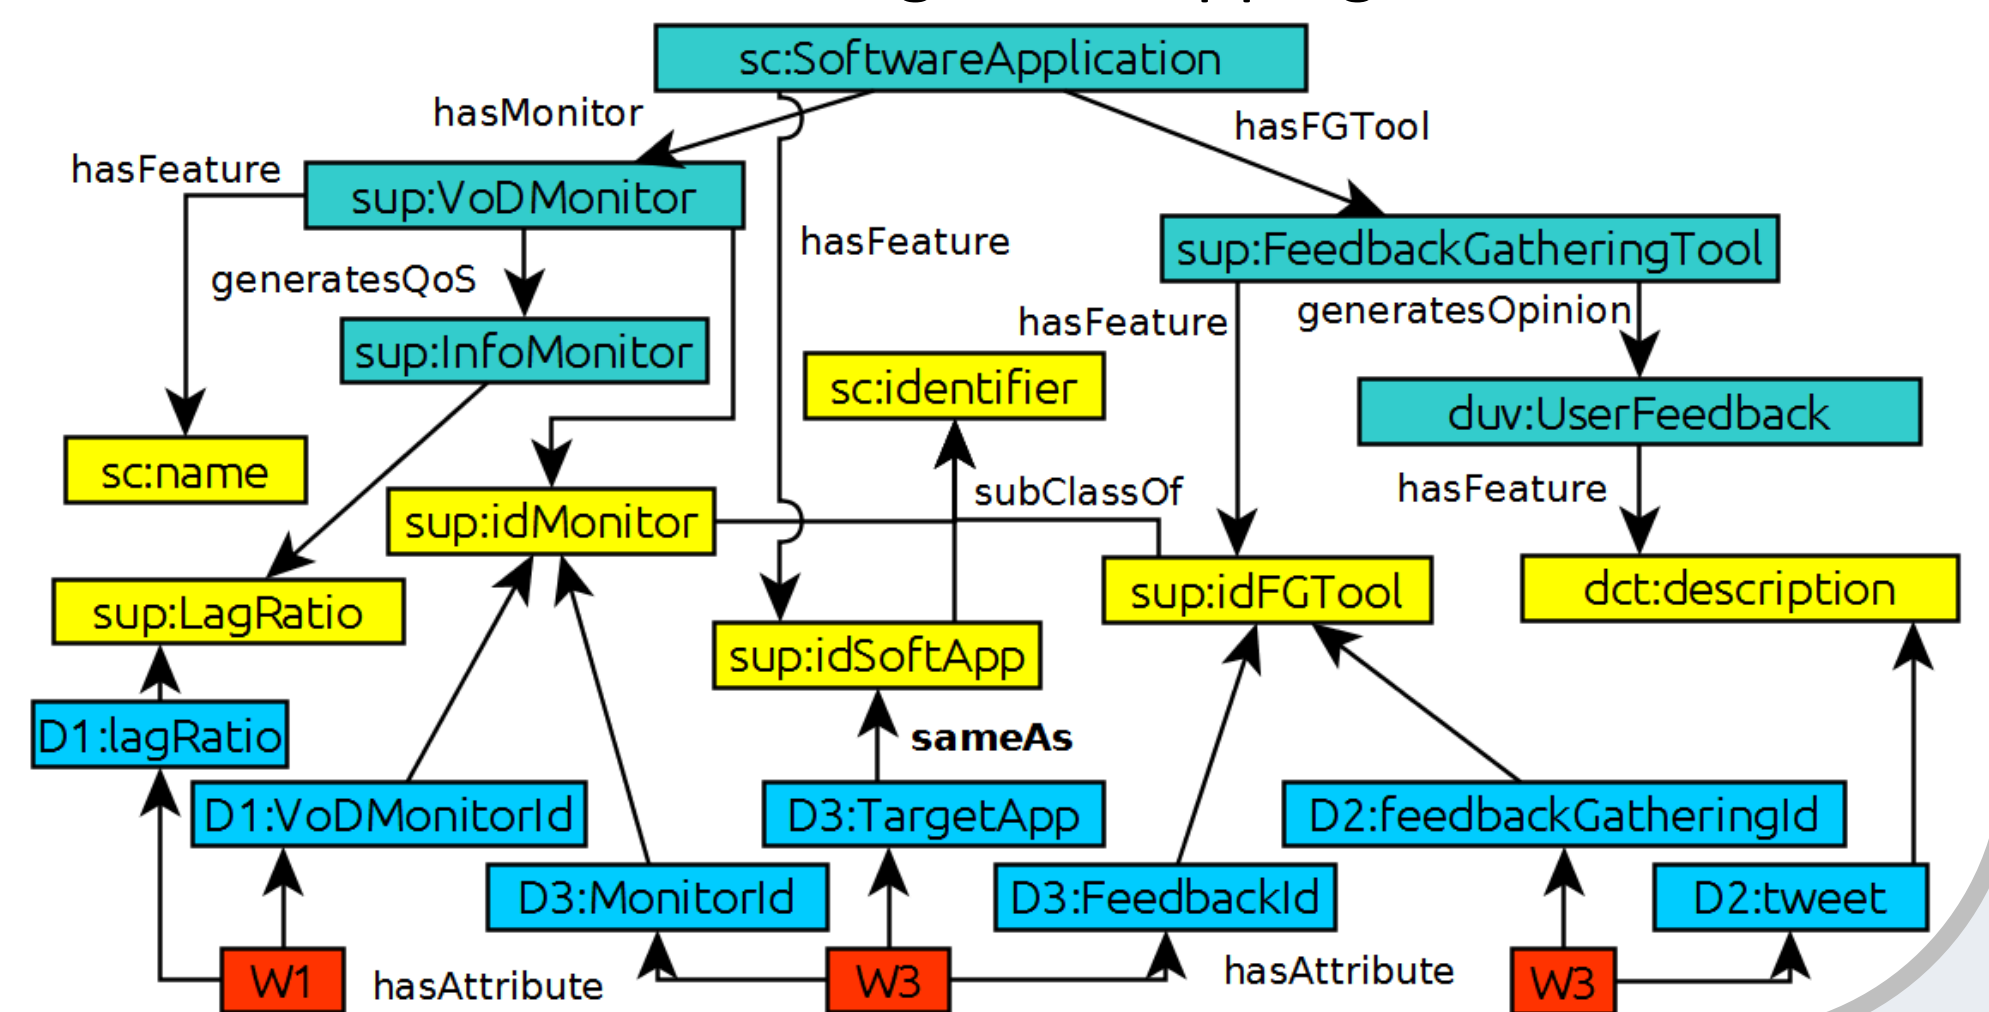 sc:SoftwareApplication
hasMonitor
hasFGTool
hasFeature
sup:VoDMonitor
hasFeature
sup:FeedbackGatheringTool
generatesQoS
hasFeature
generatesOpinion
sup:InfoMonitor
sc:identifier
duv:UserFeedback
sc:name
subClassOf
hasFeature
sup:idMonitor
sup:idFGTool
dct:description
sup:LagRatio
sup:idSoftApp
D1:lagRatio
sameAs
D1:VoDMonitorId
D3:TargetApp
D2:feedbackGatheringId
D3:MonitorId
D3:FeedbackId
D2:tweet
W1
hasAttribute
W3
hasAttribute
W3